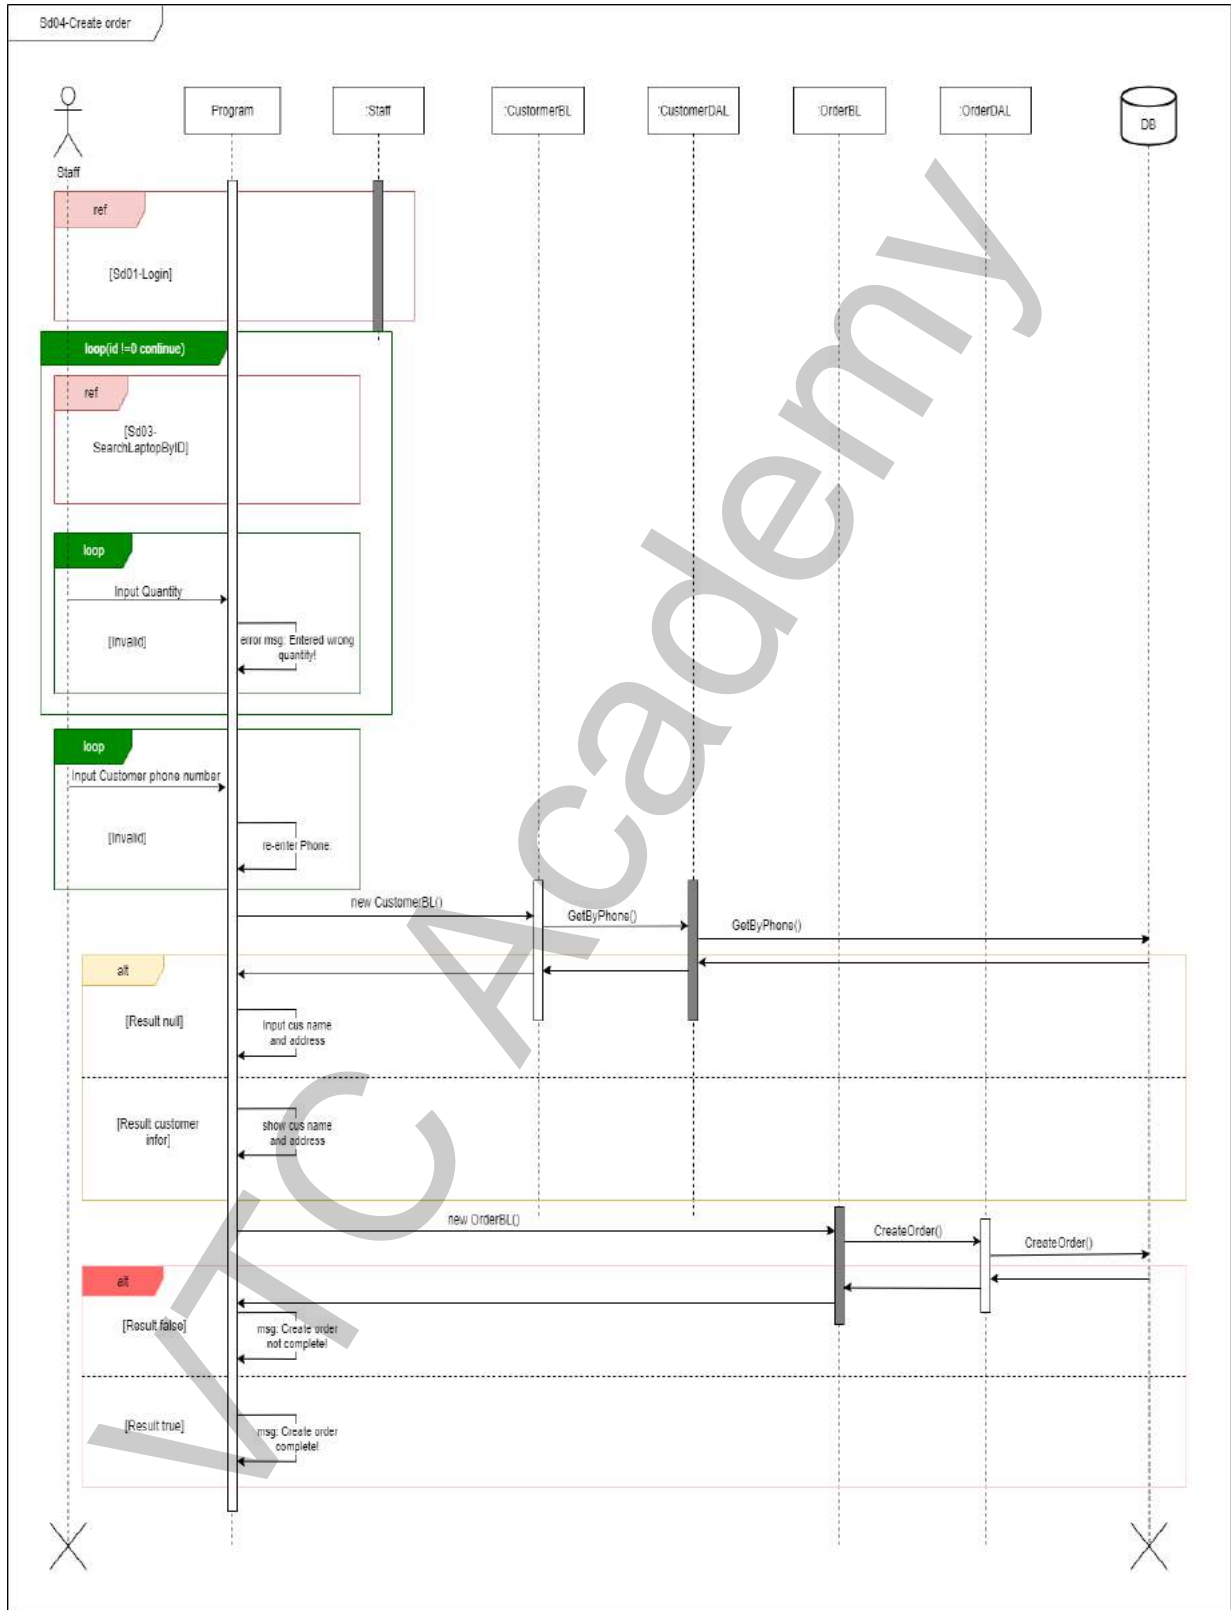 Sd04-Create order
Program
:Staff
:CustormerBL
:CustomerDAL
:OrderBL
:OrderDAL
DB
Staff
ref
[Sd01-Login]
loop(id !=0 continue)
ref
[Sd03-
SearchLaptopByID]
loop
Input Quantity
[Invalid]
error msg: Entered wrong
quantity!
loop
Input Customer phone number
[Invalid]
re-enter Phone:
new CustomerBL()
GetByPhone()
GetByPhone()
alt
[Result null]
Input cus name
and address
[Result customer
infor]
show cus name
and address
new OrderBL()
CreateOrder()
CreateOrder()
alt
[Result false]
msg: Create order
not complete!
[Result true]
msg: Create order
complete!
VTC Academy